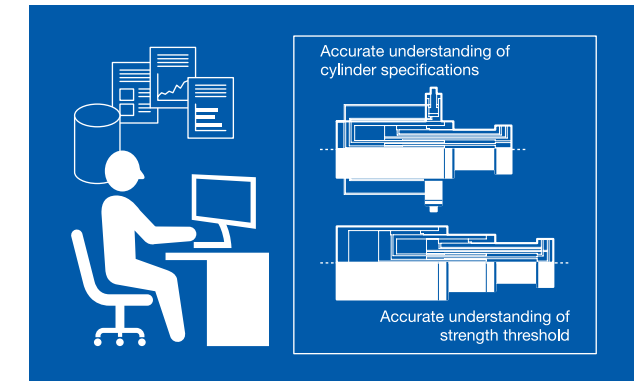 Accurate understanding of
cylinder specifications
Accurate understanding of
strength threshold